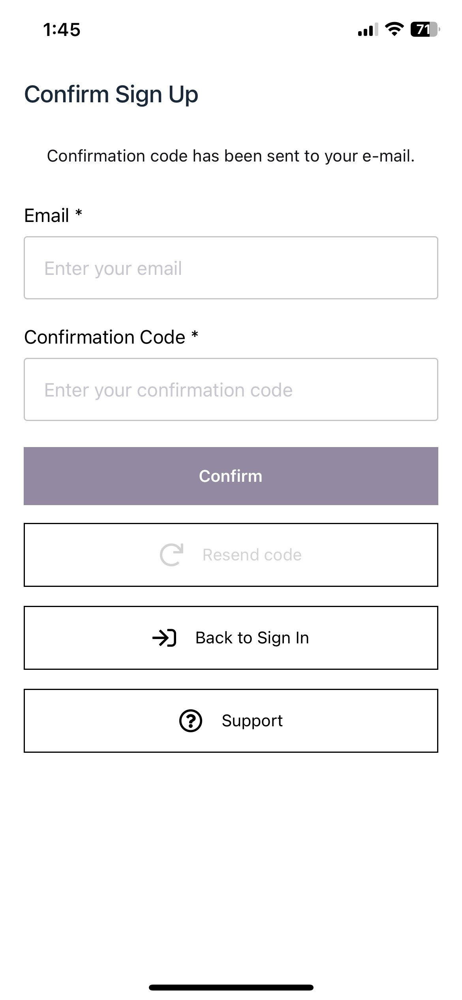 1:45
71
Confirm Sign Up
Confirmation code has been sent to your e-mail.
Email *
Enter your email
Confirmation Code *
Enter your confirmation code
Confirm
Resend code
Back to Sign In
Support